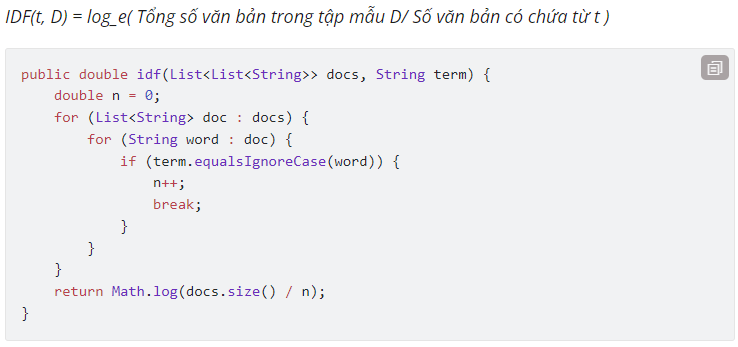 IDF(t, D) = log_e( Tổng số văn bản trong tập mẫu D/ Số văn bản có chứa từ t )
public double idf(List<List<String>> docs, String term) {
    double n = 0;
    for (List<String> doc : docs) {
        for (String word : doc) {
            if (term.equalsIgnoreCase(word)) {
                n++;
                break;
            }
        }
    }
    return Math.log(docs.size() / n);
}